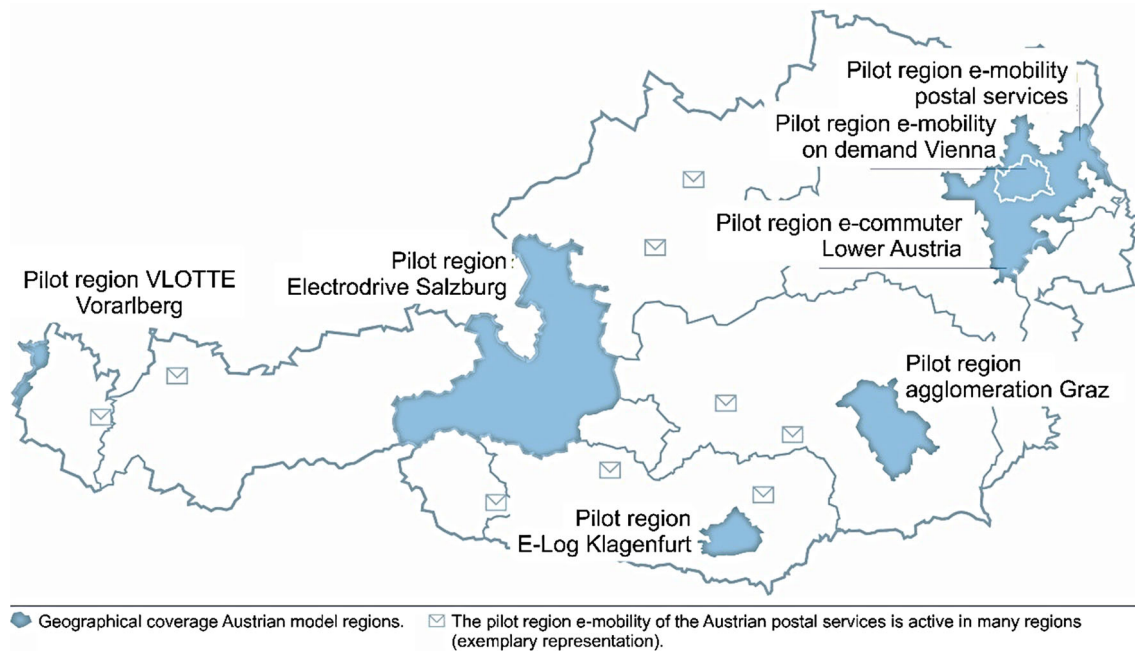 Pilot region e-mobility
postal services
Pilot region e-mobility
on demand Vienna
Pilot region e-commuter
Lower Austria
Pilot region
Electrodrive Salzburg
Pilot region VLOTTE
Vorarlberg
Pilot region
agglomeration Graz
Pilot region
E-Log Klagenfurt
Geographical coverage Austrian model regions.
The pilot region e-mobility of the Austrian postal services is active in many regions
(exemplary representation).